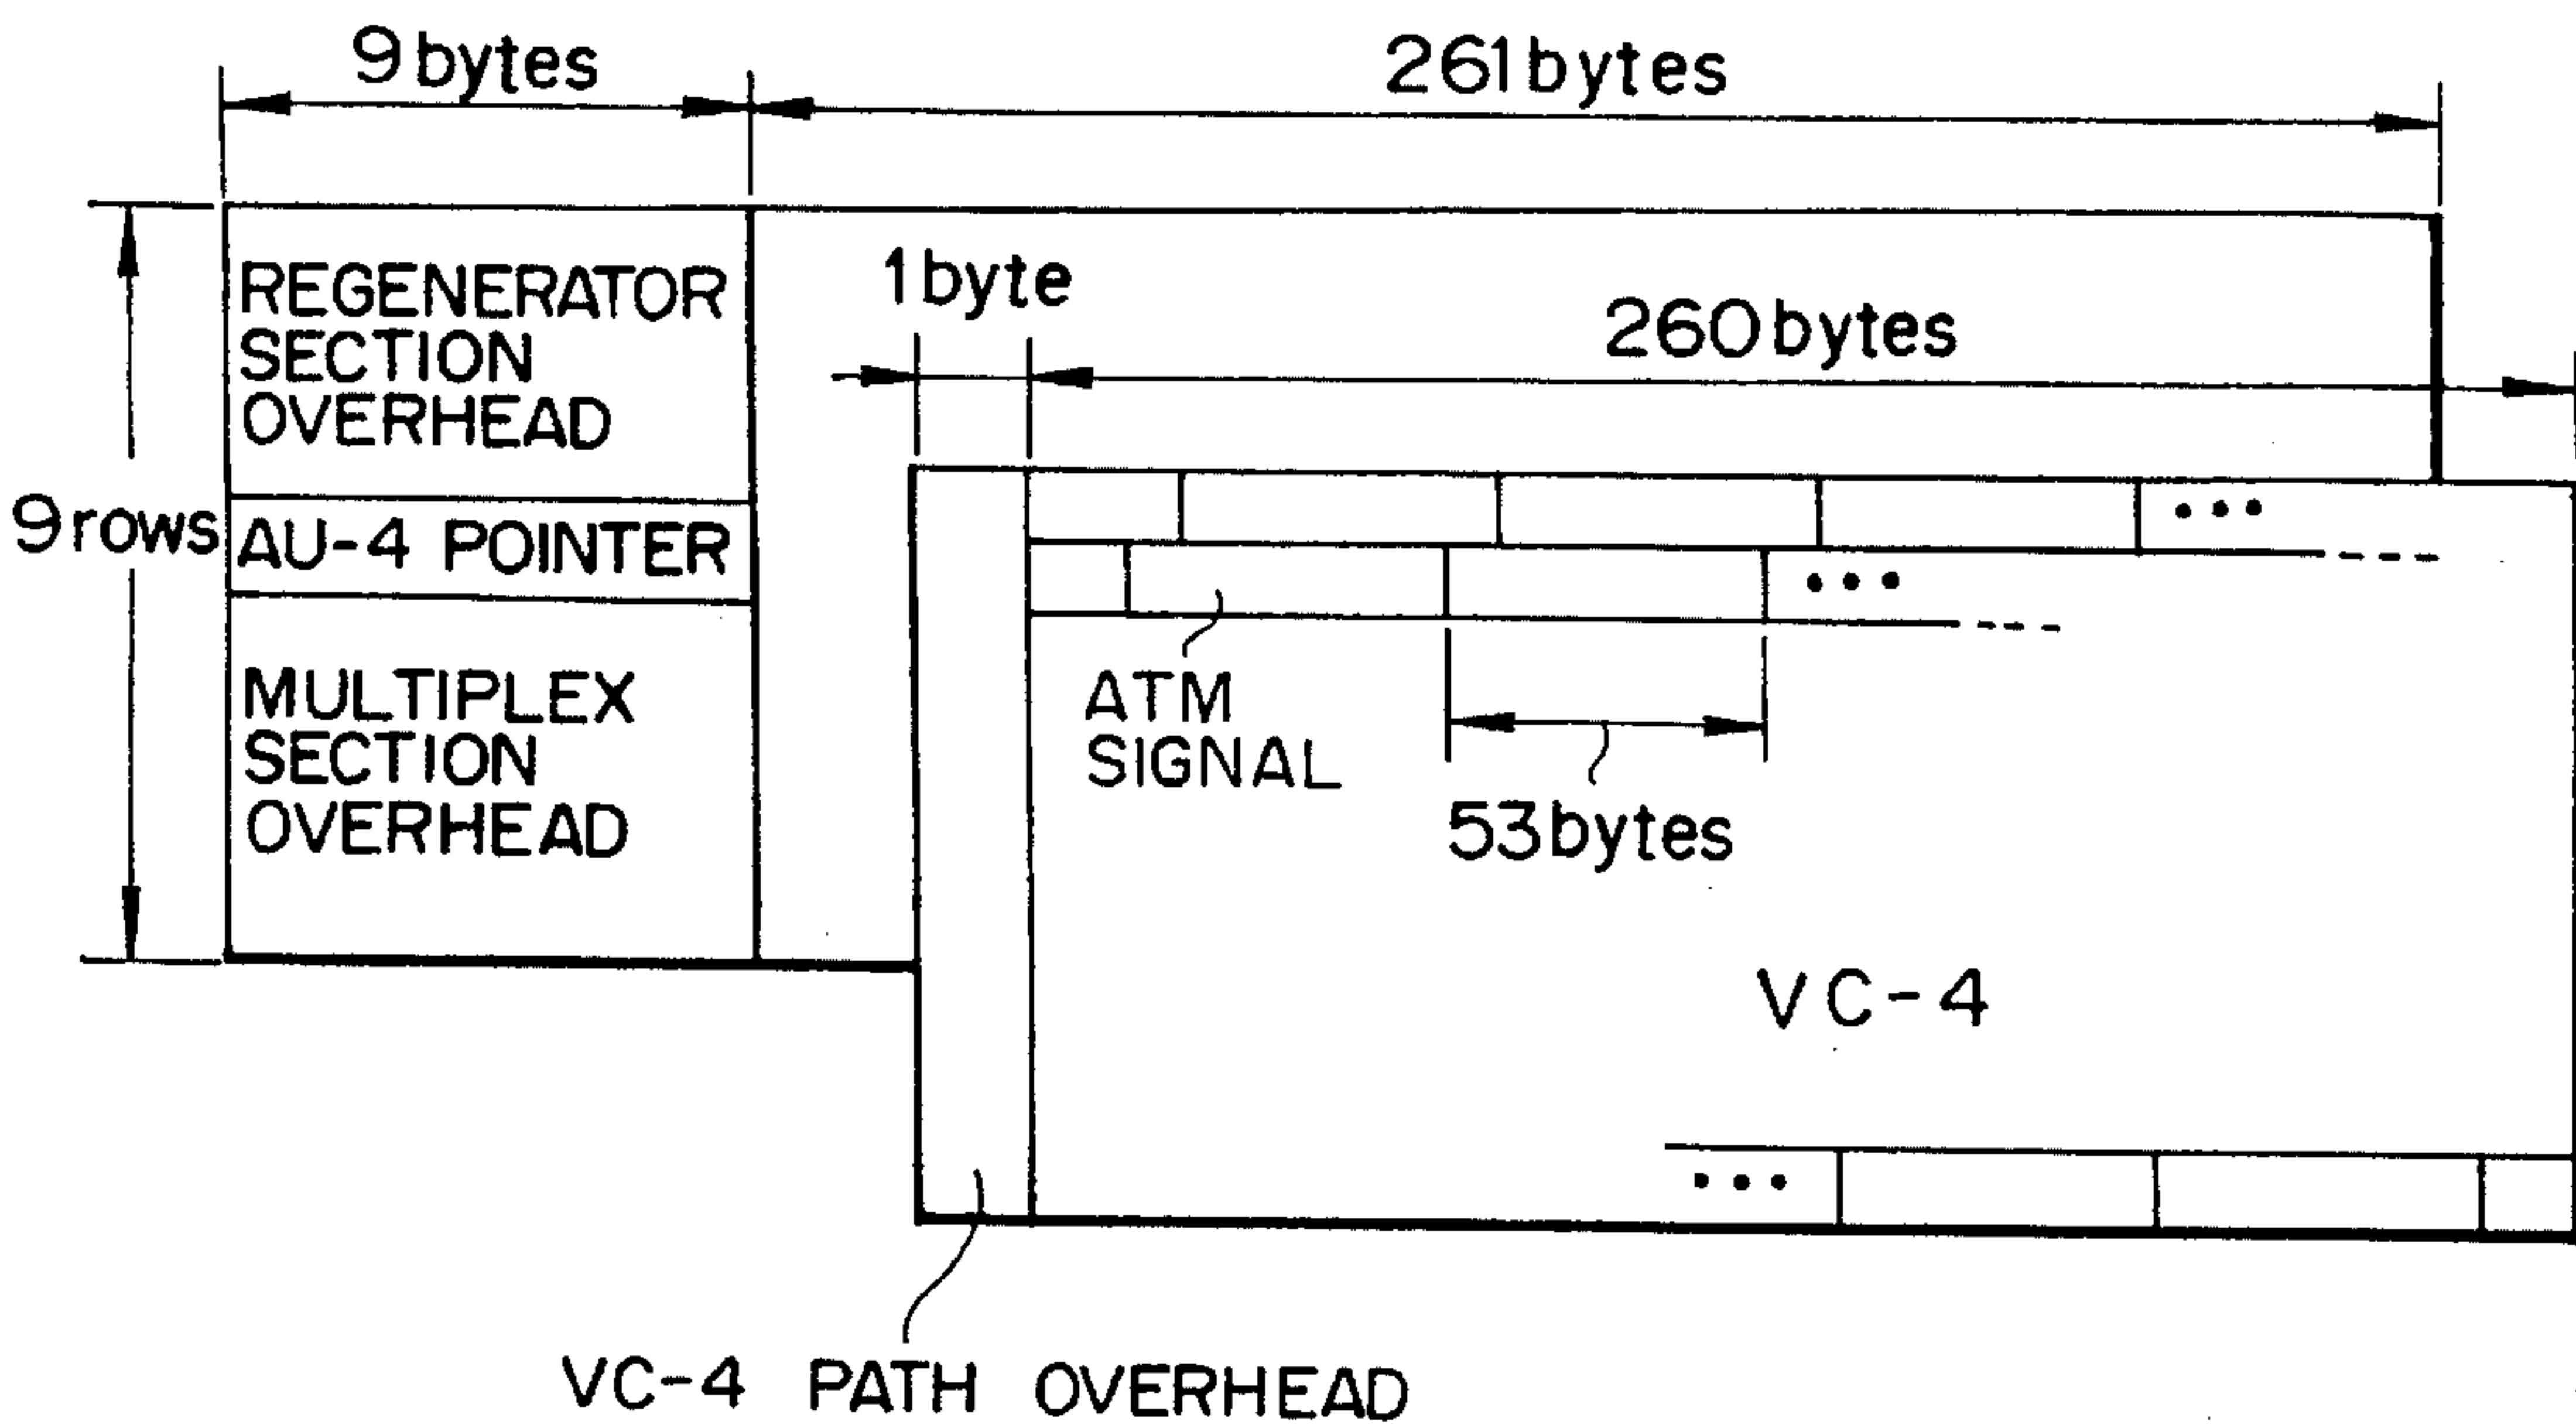 9 bytes
261 bytes
REGENERATOR
SECTION
OVERHEAD
1 byte
260 bytes
9 rows
AU-4 POINTER
MULTIPLEX
SECTION
OVERHEAD
ATM
SIGNAL
53 bytes
VC-4
VC-4 PATH OVERHEAD